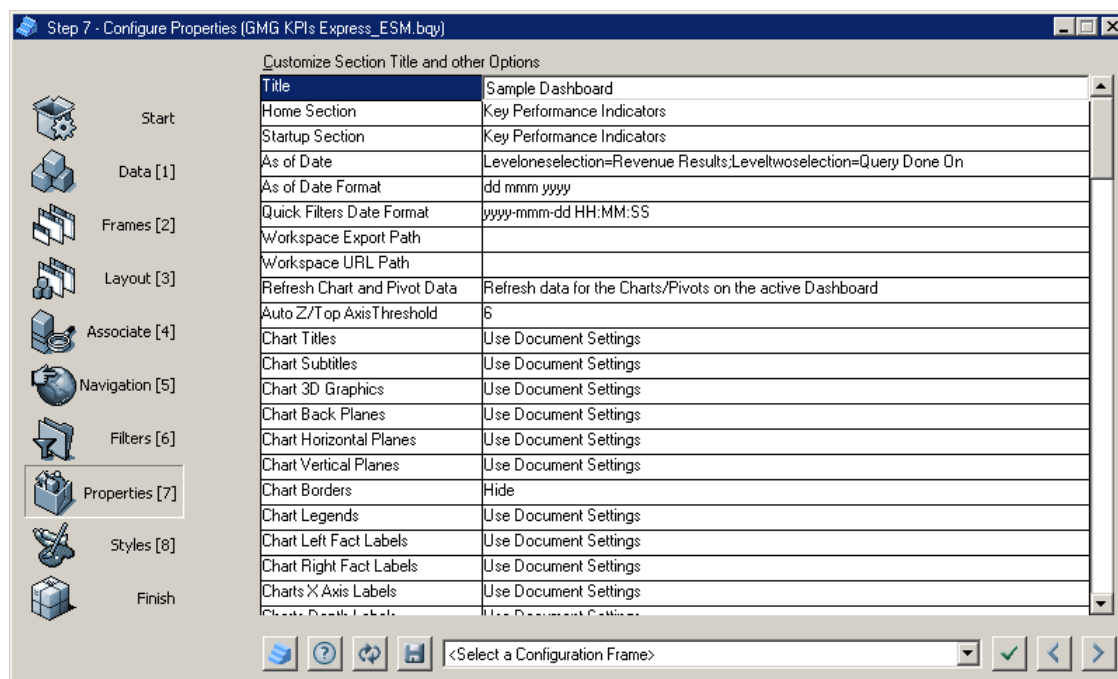 Step 7 - Configure Properties (GMG KPIs Express_ESM.bqy)
Customize Section Title and other Options
Start
Data [1]
Frames [2]
Layout [3]
Associate [4]
Navigation [5]
Filters [6]
Properties [7]
Styles [8]
Finish
Title Sample Dashboard
Home Section Key Performance Indicators
Startup Section Key Performance Indicators
As of Date Leveloneselection=Revenue Results;Leveltwoselection=Query Done On
As of Date Format dd mmm yyyy
Quick Filters Date Format yyyy-mmm-dd HH:MM:SS
Workspace Export Path
Workspace URL Path
Refresh Chart and Pivot Data Refresh data for the Charts/Pivots on the active Dashboard
Auto Z/Top AxisThreshold 6
Chart Titles Use Document Settings
Chart Subtitles Use Document Settings
Chart 3D Graphics Use Document Settings
Chart Back Planes Use Document Settings
Chart Horizontal Planes Use Document Settings
Chart Vertical Planes Use Document Settings
Chart Borders Hide
Chart Legends Use Document Settings
Chart Left Fact Labels Use Document Settings
Chart Right Fact Labels Use Document Settings
Charts X Axis Labels Use Document Settings
Charts Depth Labels Use Document Settings
<Select a Configuration Frame>